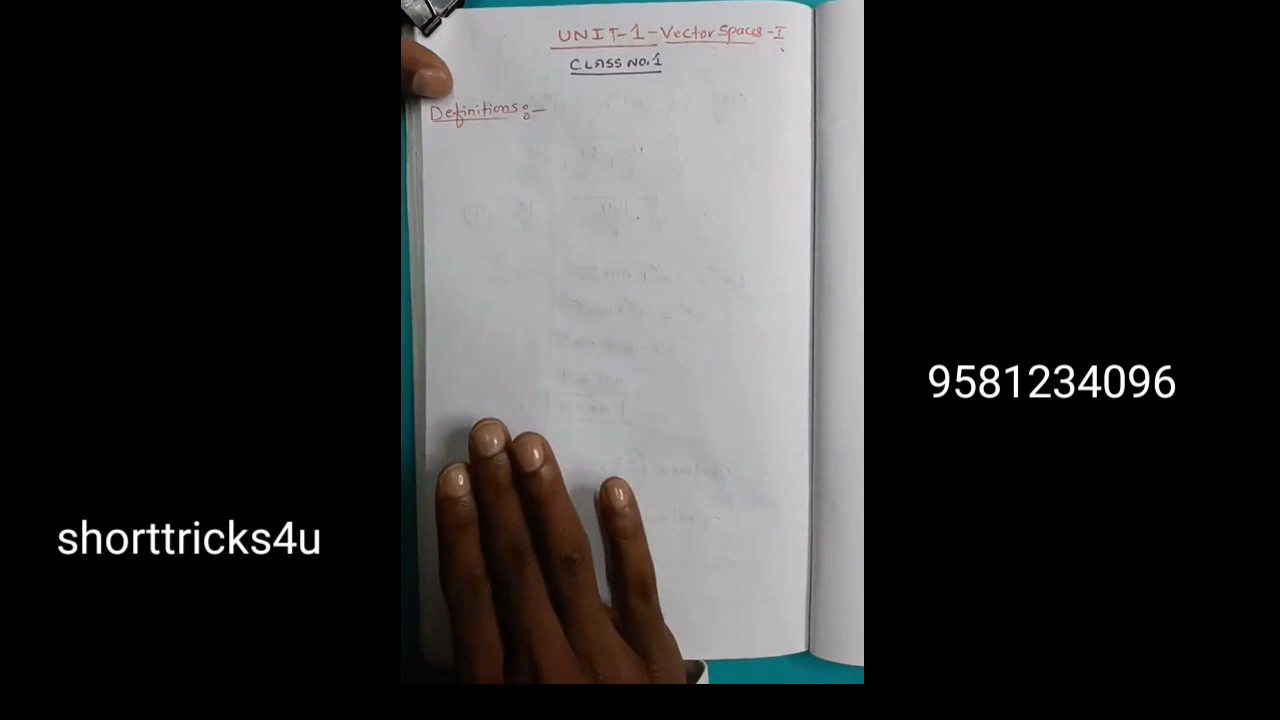 UNIT-1-Vector Spaces-I
CLASS NO.1
Definitions:-
9581234096
shorttricks4u